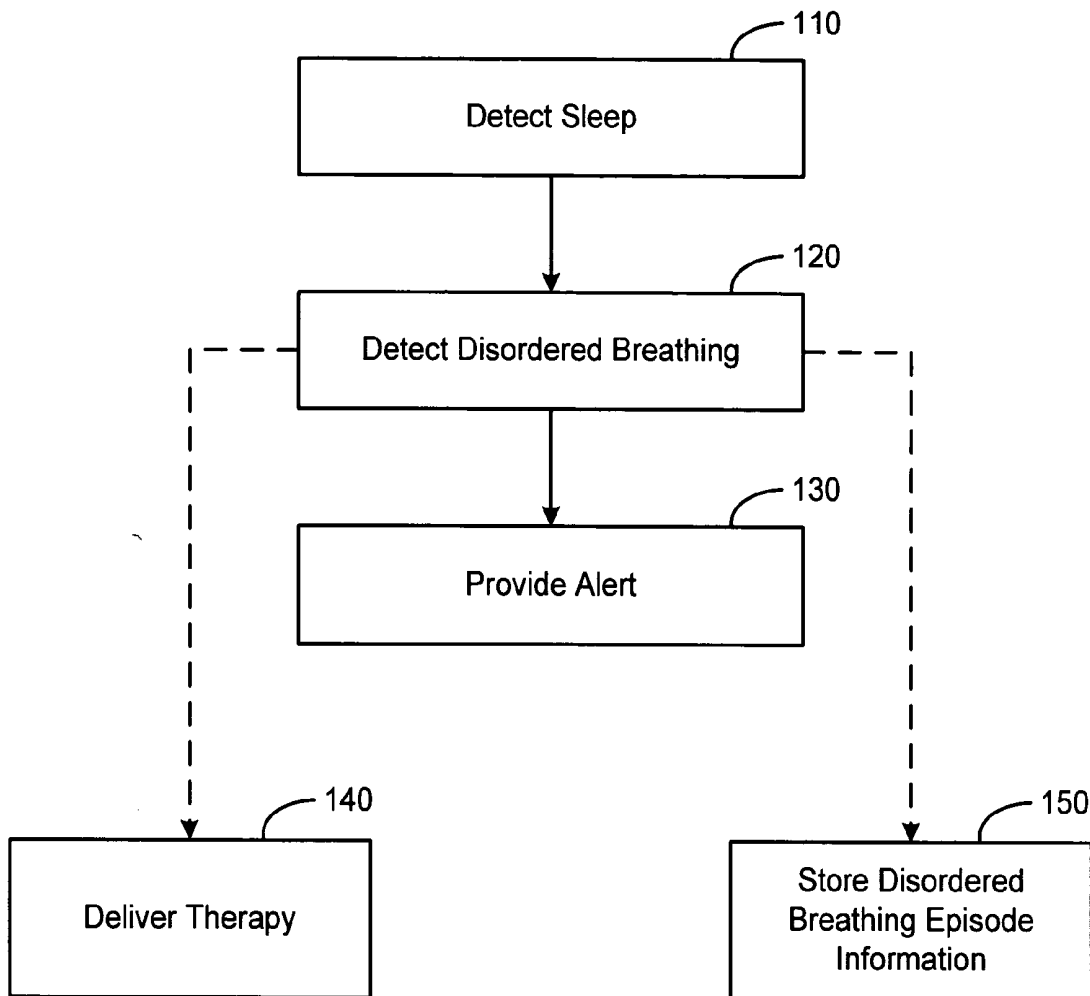 110
Detect Sleep
120
Detect Disordered Breathing
130
Provide Alert
140
Deliver Therapy
150
Store Disordered
Breathing Episode
Information